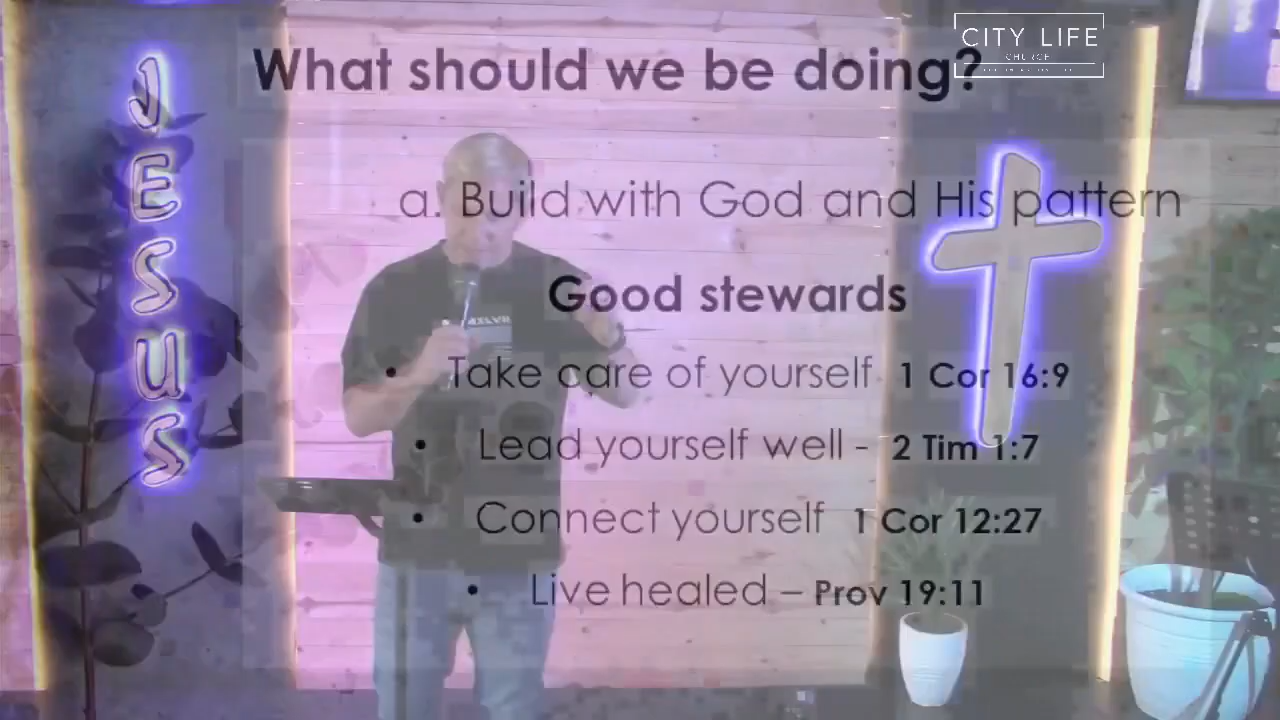 CITY LIFE
CHURCH
What should we be doing?
JESUS
a. Build with God and His pattern
Good stewards
• Take care of yourself 1 Cor 16:9
• Lead yourself well - 2 Tim 1:7
• Connect yourself 1 Cor 12:27
• Live healed – Prov 19:11